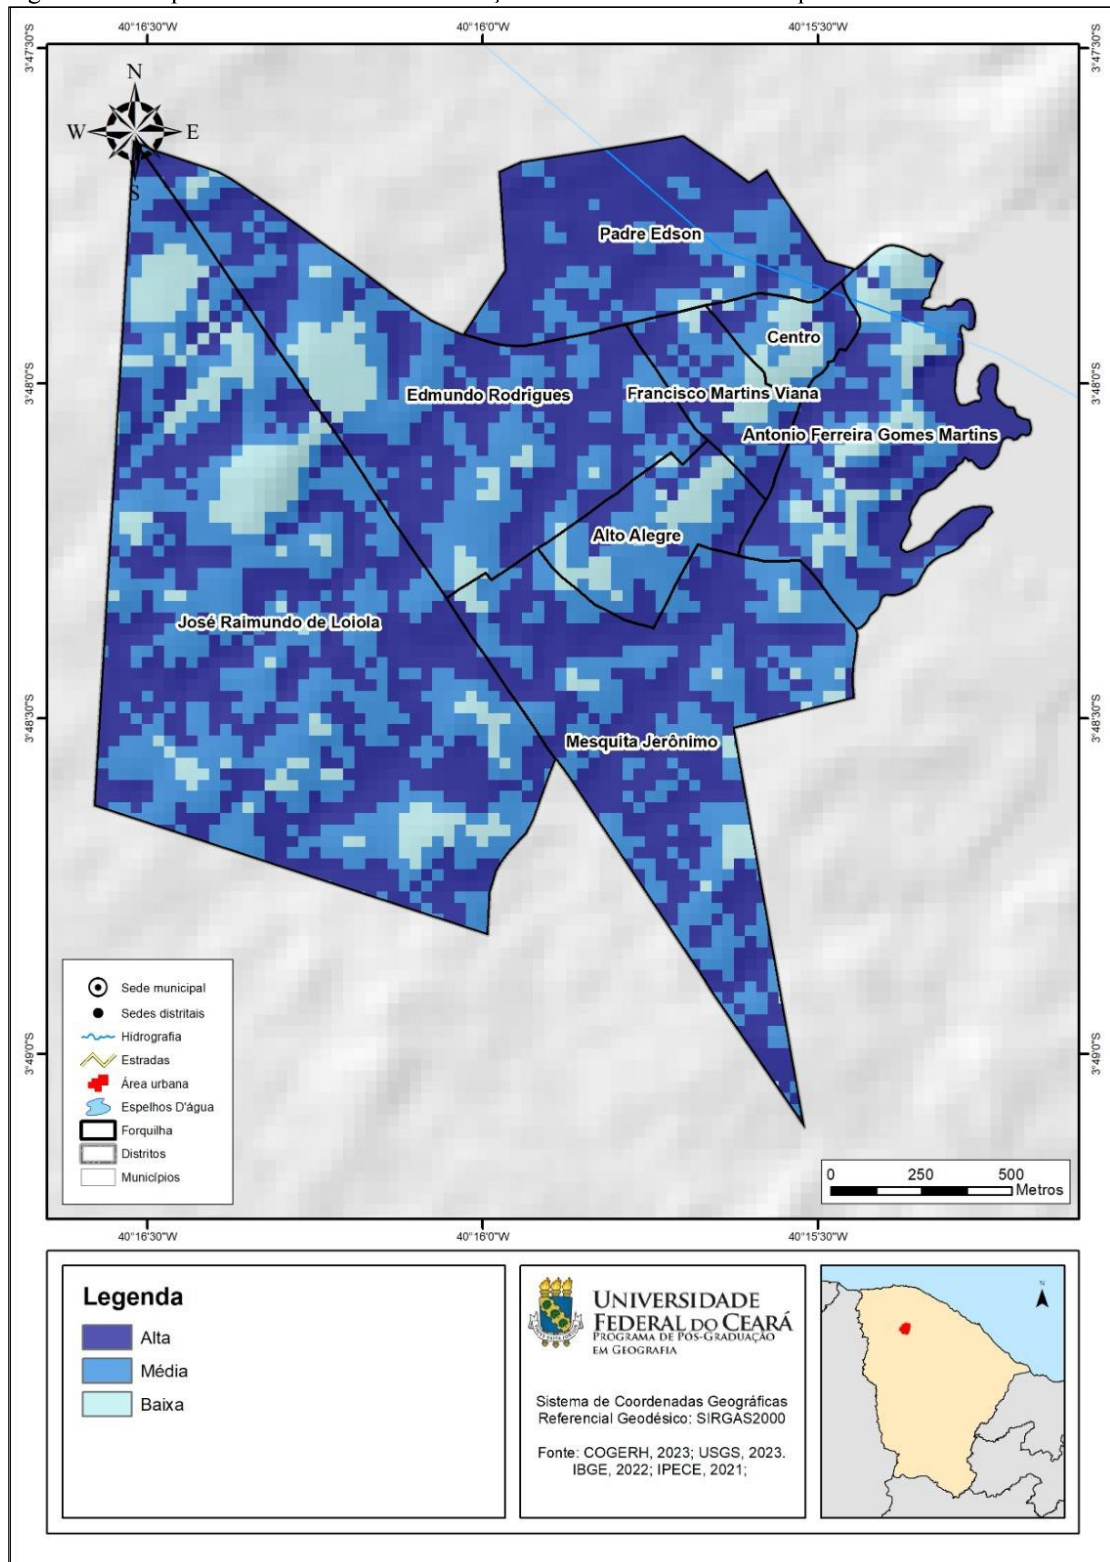 40°16'30"W 40°16'0"W 40°15'30"W
3°47'30"S 3°47'30"S
N
W E
S
Padre Edson
Centro
3°48'0"S 3°48'0"S
Edmundo Rodrigues Francisco Martins Viana
Antonio Ferreira Gomes Martins
Alto Alegre
José Raimundo de Loiola
3°48'30"S 3°48'30"S
Mesquita Jerônimo
3°49'0"S 3°49'0"S
Sede municipal
Sedes distritais
Hidrografia
Estradas
Área urbana
Espelhos D'água
Forquilha
Distritos
Municípios
0 250 500
Metros
40°16'30"W 40°16'0"W 40°15'30"W
Legenda
Alta
Média
Baixa
UNIVERSIDADE
FEDERAL DO CEARÁ
PROGRAMA DE PÓS-GRADUAÇÃO
EM GEOGRAFIA
Sistema de Coordenadas Geográficas
Referencial Geodésico: SIRGAS2000
Fonte: COGERH, 2023; USGS, 2023.
IBGE, 2022; IPECE, 2021;
N